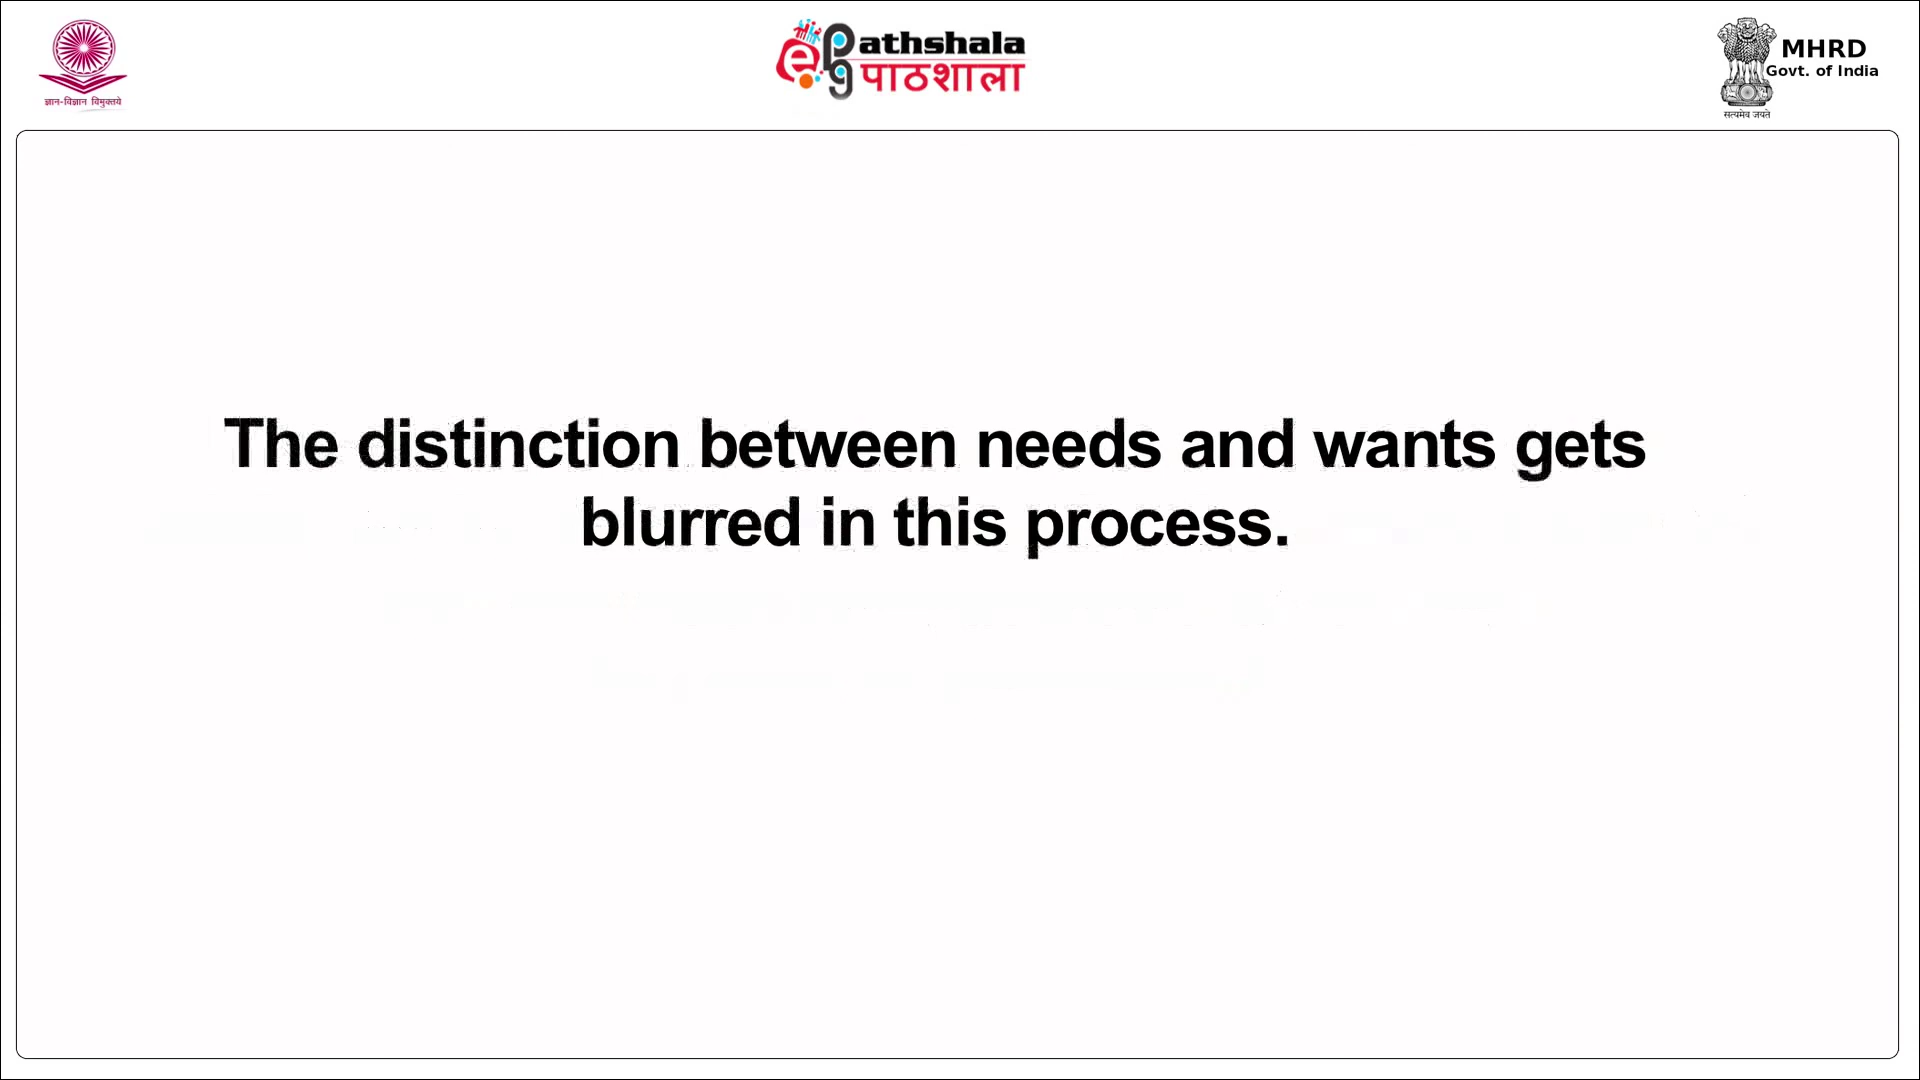 ज्ञान-विज्ञान विमुक्तये
ePG athshala
पाठशाला
MHRD
Govt. of India
सत्यमेव जयते
The distinction between needs and wants gets
blurred in this process.